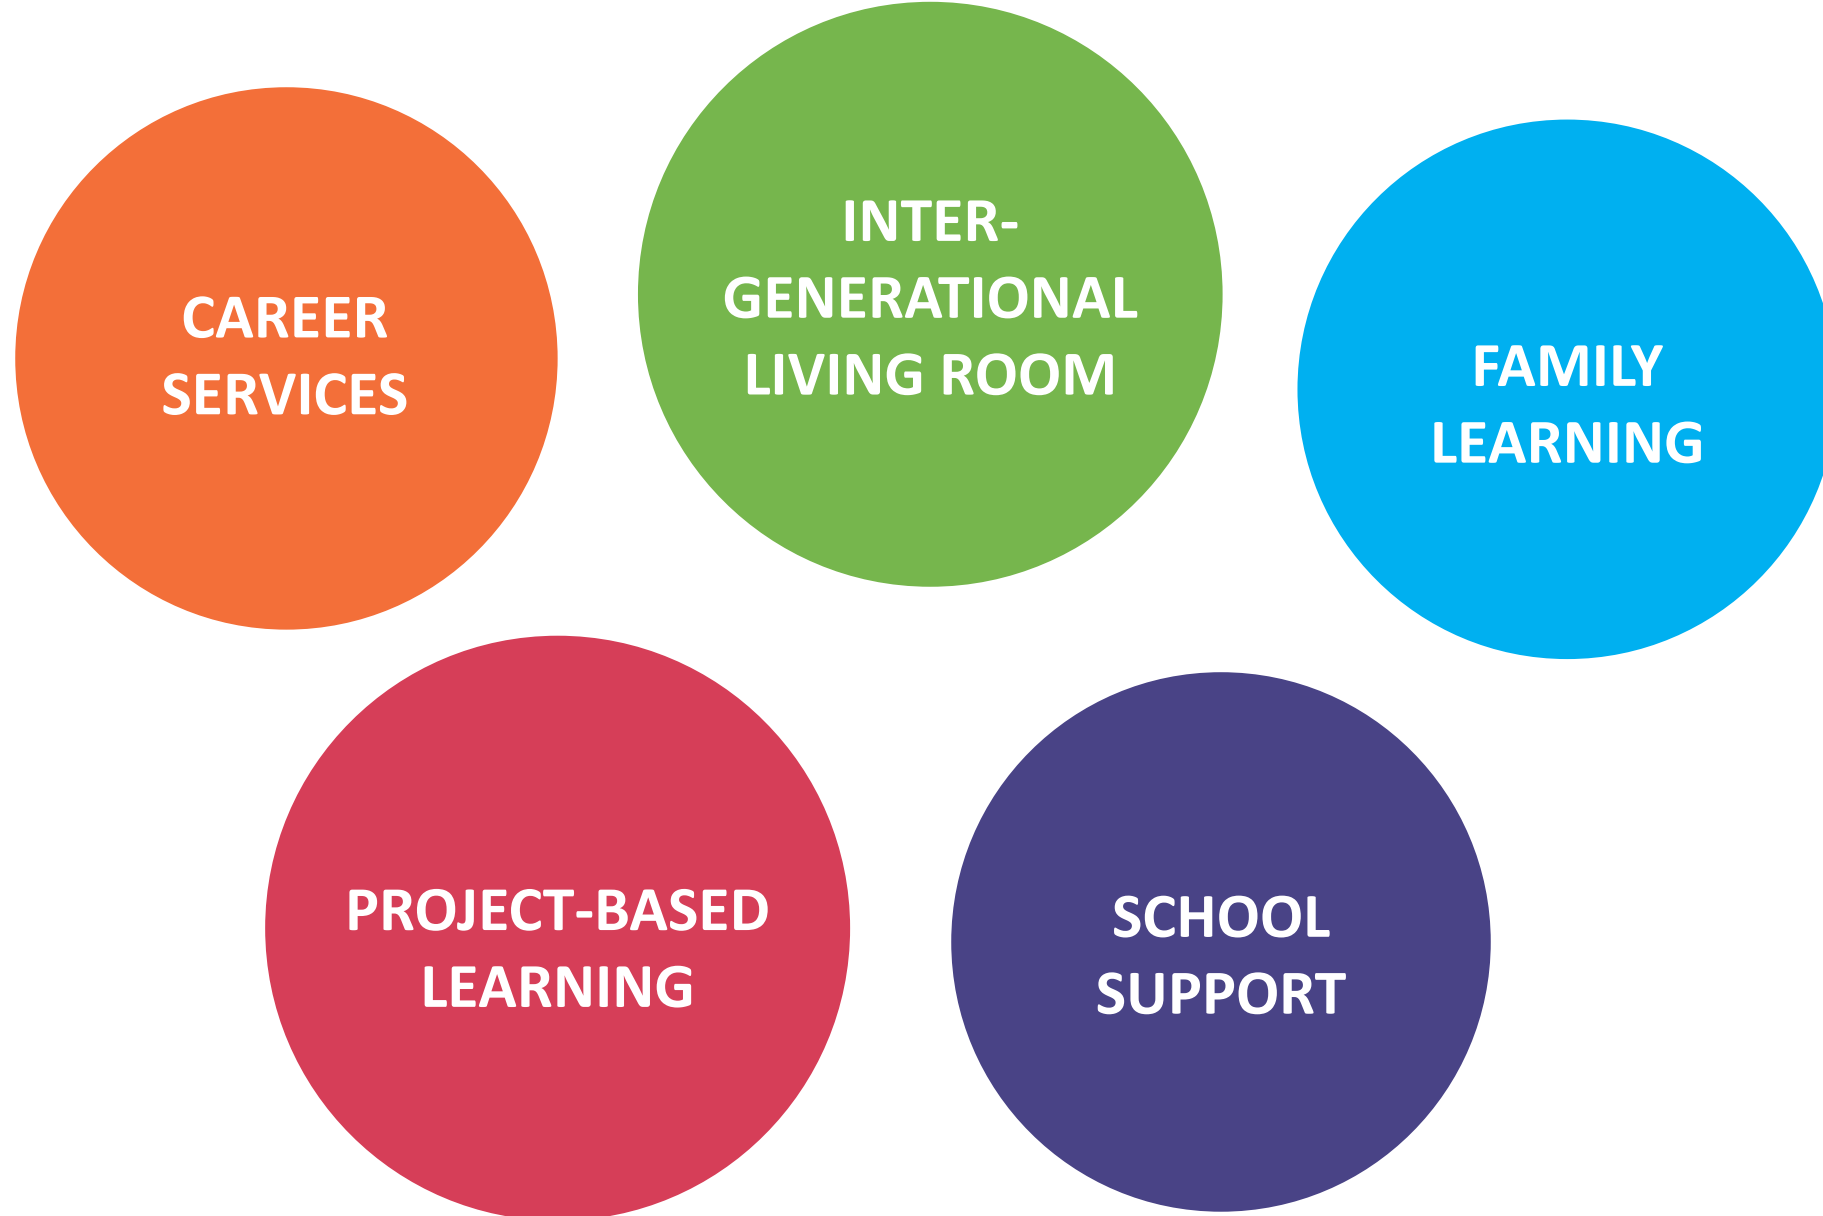 CAREER
SERVICES
INTER-
GENERATIONAL
LIVING ROOM
FAMILY
LEARNING
PROJECT-BASED
LEARNING
SCHOOL
SUPPORT